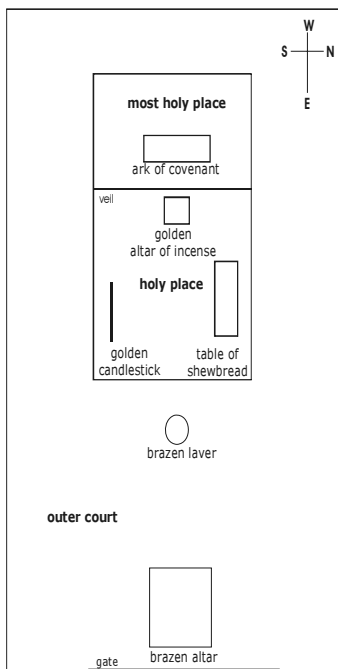 W
S N
E
most holy place
ark of covenant
veil
golden
altar of incense
holy place
golden
candlestick
table of
shewbread
brazen laver
outer court
brazen altar
gate